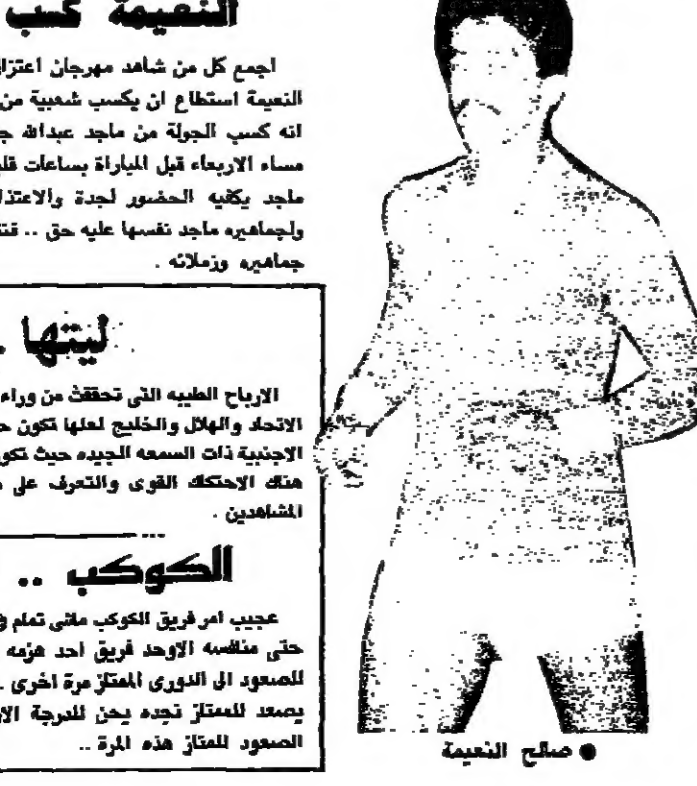 النعيمة كسب
اجمع كل من شاهد مهرجان اعتزا
النعيمة استطاع ان يكسب شعبية من
انه كسب الجولة من ماجد عبدالله ج
مساء الاربعاء قبل المباراة بساعات قلي
ماجد يكفيه الحضور لجدة والاعتذا
ولجماهيره ماجد نفسها عليه حق ..
جماهيره وزملائه .
ليتها .
الارباح الطيبه التى تحققت من وراء
الاتحاد والهلال والخليج لعلها تكون ح
الاجنبية ذات السمعه الجيده حيث تكو
هناك الاحتكاك القوى والتعرف على
المشاهدين .
الكوكب ..
عجيب امر فريق الكوكب ماشى تمام ف
حتى منافسه الاوحد فريق احد هزمه
للصعود الى الدورى الممتاز مرة اخرى .
يصعد للممتاز تجده يحن للدرجة الا
الصعود للممتاز هذه المرة ..
● صالح النعيمة